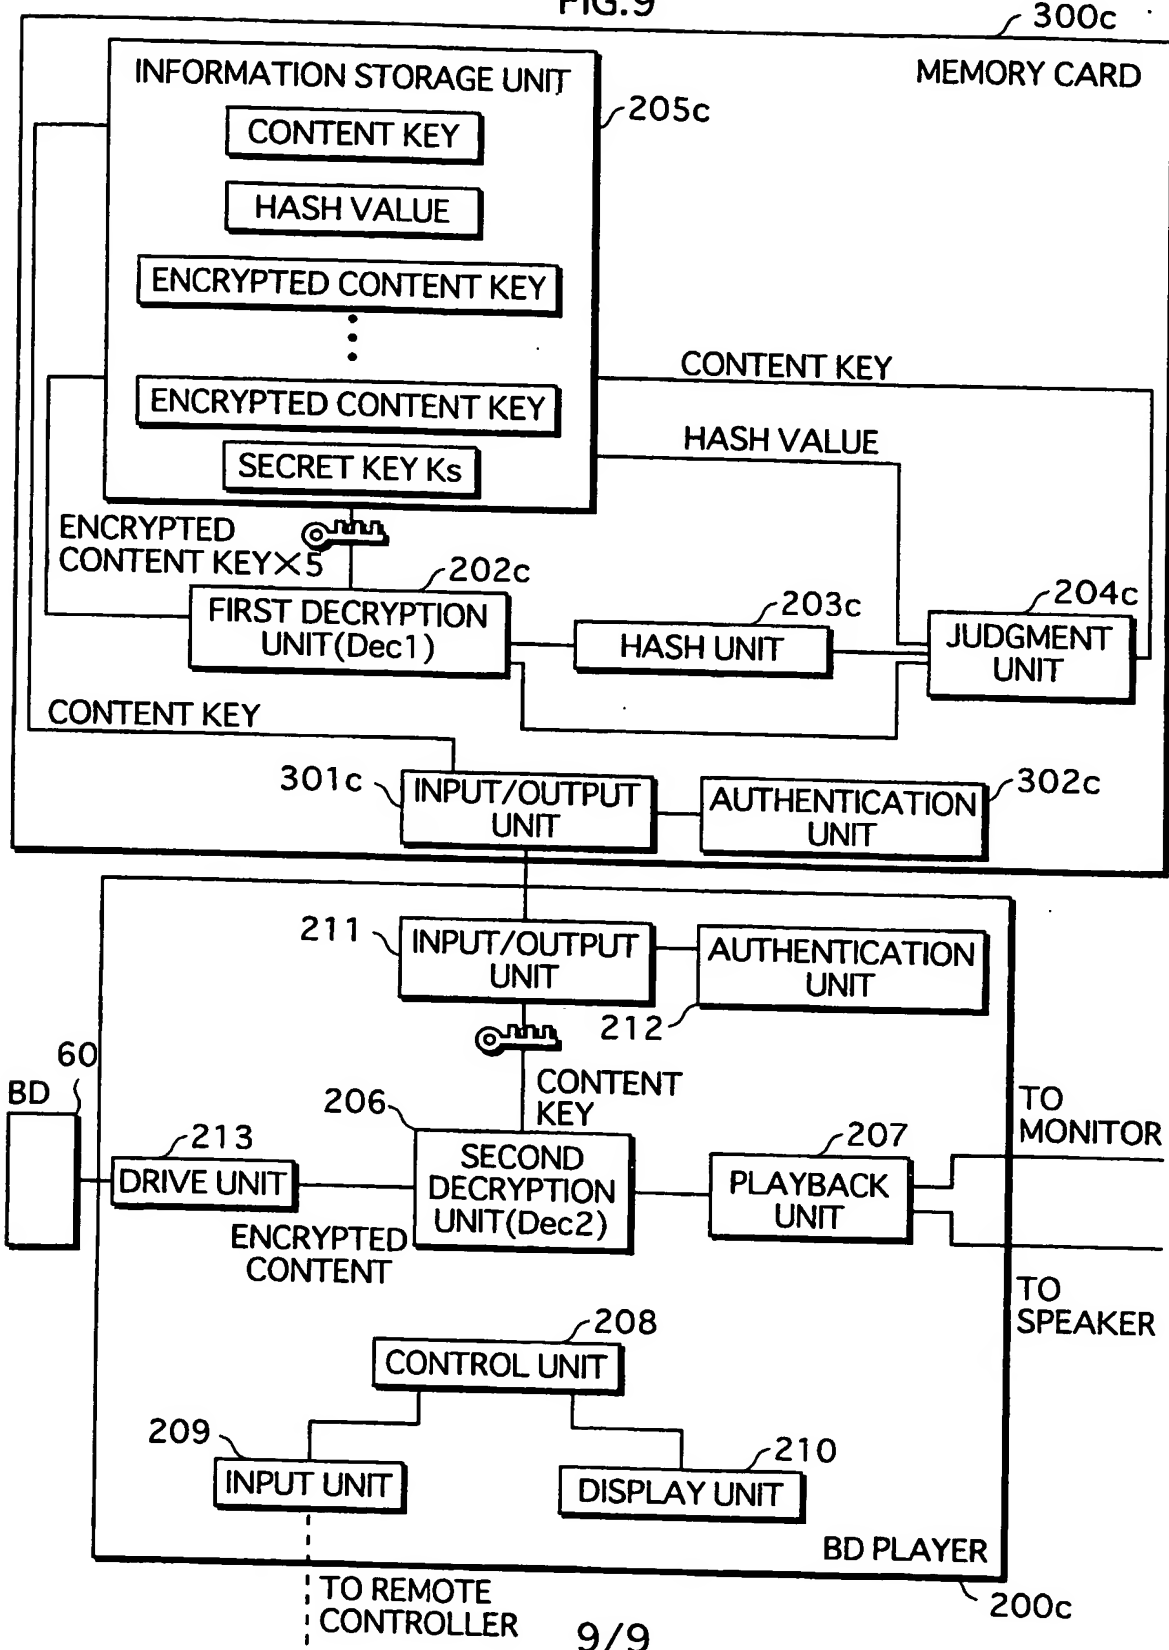 FIG.9
300c
MEMORY CARD
INFORMATION STORAGE UNIT
205c
CONTENT KEY
HASH VALUE
ENCRYPTED CONTENT KEY
ENCRYPTED CONTENT KEY
SECRET KEY Ks
CONTENT KEY
HASH VALUE
ENCRYPTED
CONTENT KEY×5
202c
FIRST DECRYPTION
UNIT(Dec1)
203c
HASH UNIT
204c
JUDGMENT
UNIT
CONTENT KEY
301c
INPUT/OUTPUT
UNIT
302c
AUTHENTICATION
UNIT
211
INPUT/OUTPUT
UNIT
AUTHENTICATION
UNIT
212
CONTENT
KEY
60
BD
213
DRIVE UNIT
ENCRYPTED
CONTENT
206
SECOND
DECRYPTION
UNIT(Dec2)
207
PLAYBACK
UNIT
TO
MONITOR
TO
SPEAKER
208
CONTROL UNIT
209
INPUT UNIT
210
DISPLAY UNIT
BD PLAYER
200c
TO REMOTE
CONTROLLER
9/9